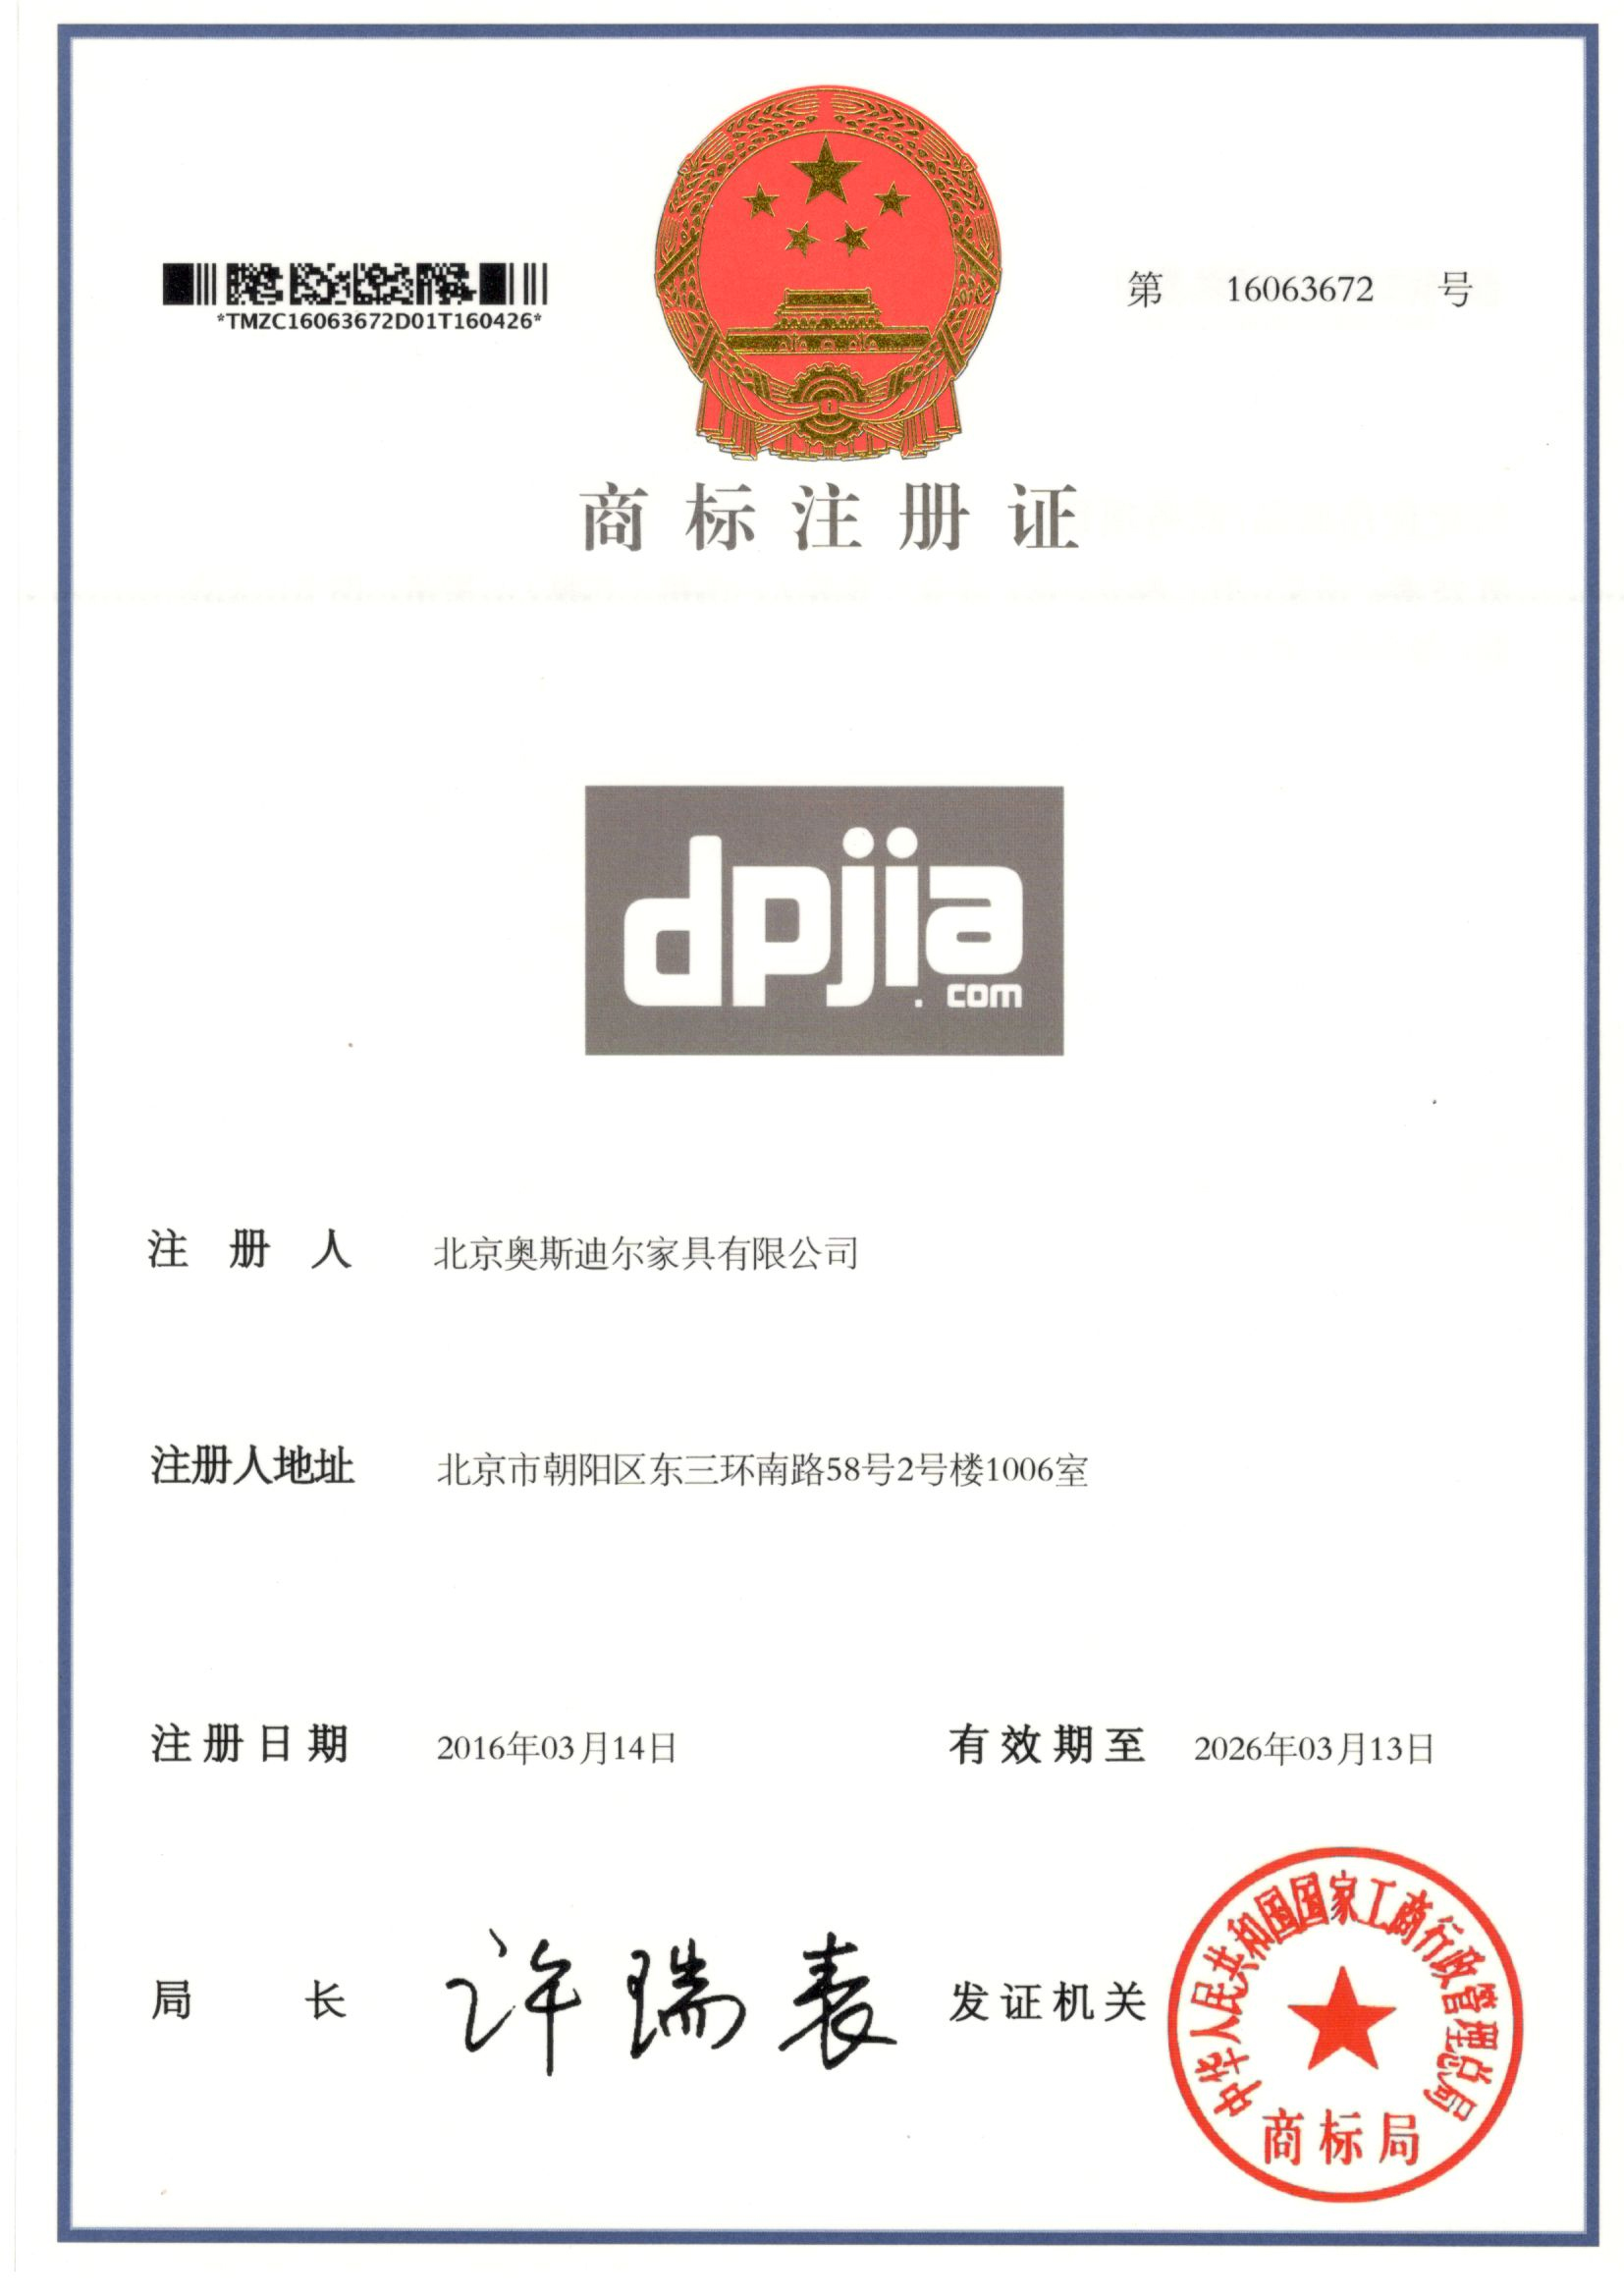 *TMZC16063672D01T160426*
第 16063672 号
商标注册证
dpjia
.com
注册人 北京奥斯迪尔家具有限公司
注册人地址 北京市朝阳区东三环南路58号2号楼1006室
注册日期 2016年03月14日 有效期至 2026年03月13日
局长 许瑞表 发证机关
中华人民共和国国家工商行政管理总局
商标局